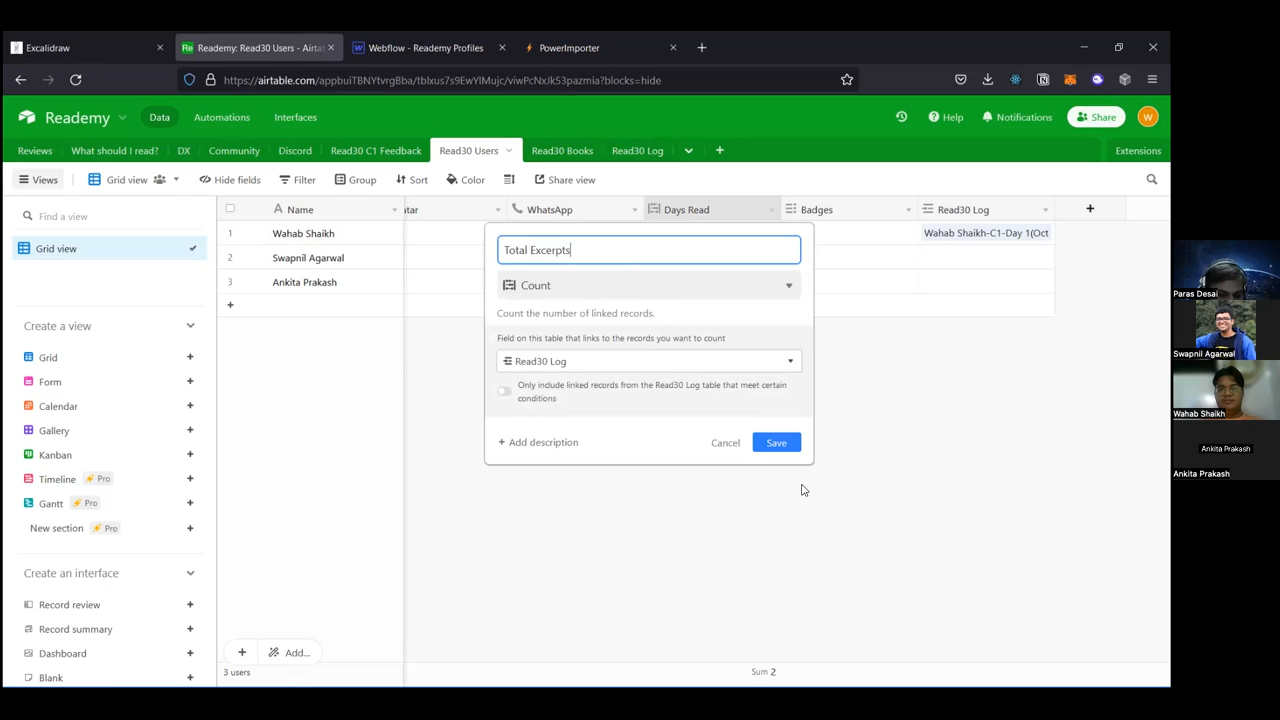 Excalidraw
Readmy: Read30 Users - Airtal
Webflow - Reademy Profiles
PowerImporter
https://airtable.com/appbuiTBNYtvrgBba/tblxus7s9EwYlMujc/viwPcNxJk53pazmia?blocks=hide
Reademy
Data
Automations
Interfaces
Help
Notifications
Share
W
Reviews
What should I read?
DX
Community
Discord
Read30 C1 Feedback
Read30 Users
Read30 Books
Read30 Log
Extensions
Views
Grid view
Hide fields
Filter
Group
Sort
Color
Share view
Find a view
Grid view
Create a view
Grid
Form
Calendar
Gallery
Kanban
Timeline Pro
Gantt Pro
New section Pro
Create an interface
Record review
Record summary
Dashboard
Blank
Name
atar
WhatsApp
Days Read
Badges
Read30 Log
1 Wahab Shaikh
Wahab Shaikh-C1-Day 1(Oct
2 Swapnil Agarwal
3 Ankita Prakash
Total Excerpts
Count
Count the number of linked records.
Field on this table that links to the records you want to count
Read30 Log
Only include linked records from the Read30 Log table that meet certain
conditions
+ Add description
Cancel
Save
Add...
3 users
Sum 2
Paras Desai
Swapnil Agarwal
Wahab Shaikh
Ankita Prakash
Ankita Prakash